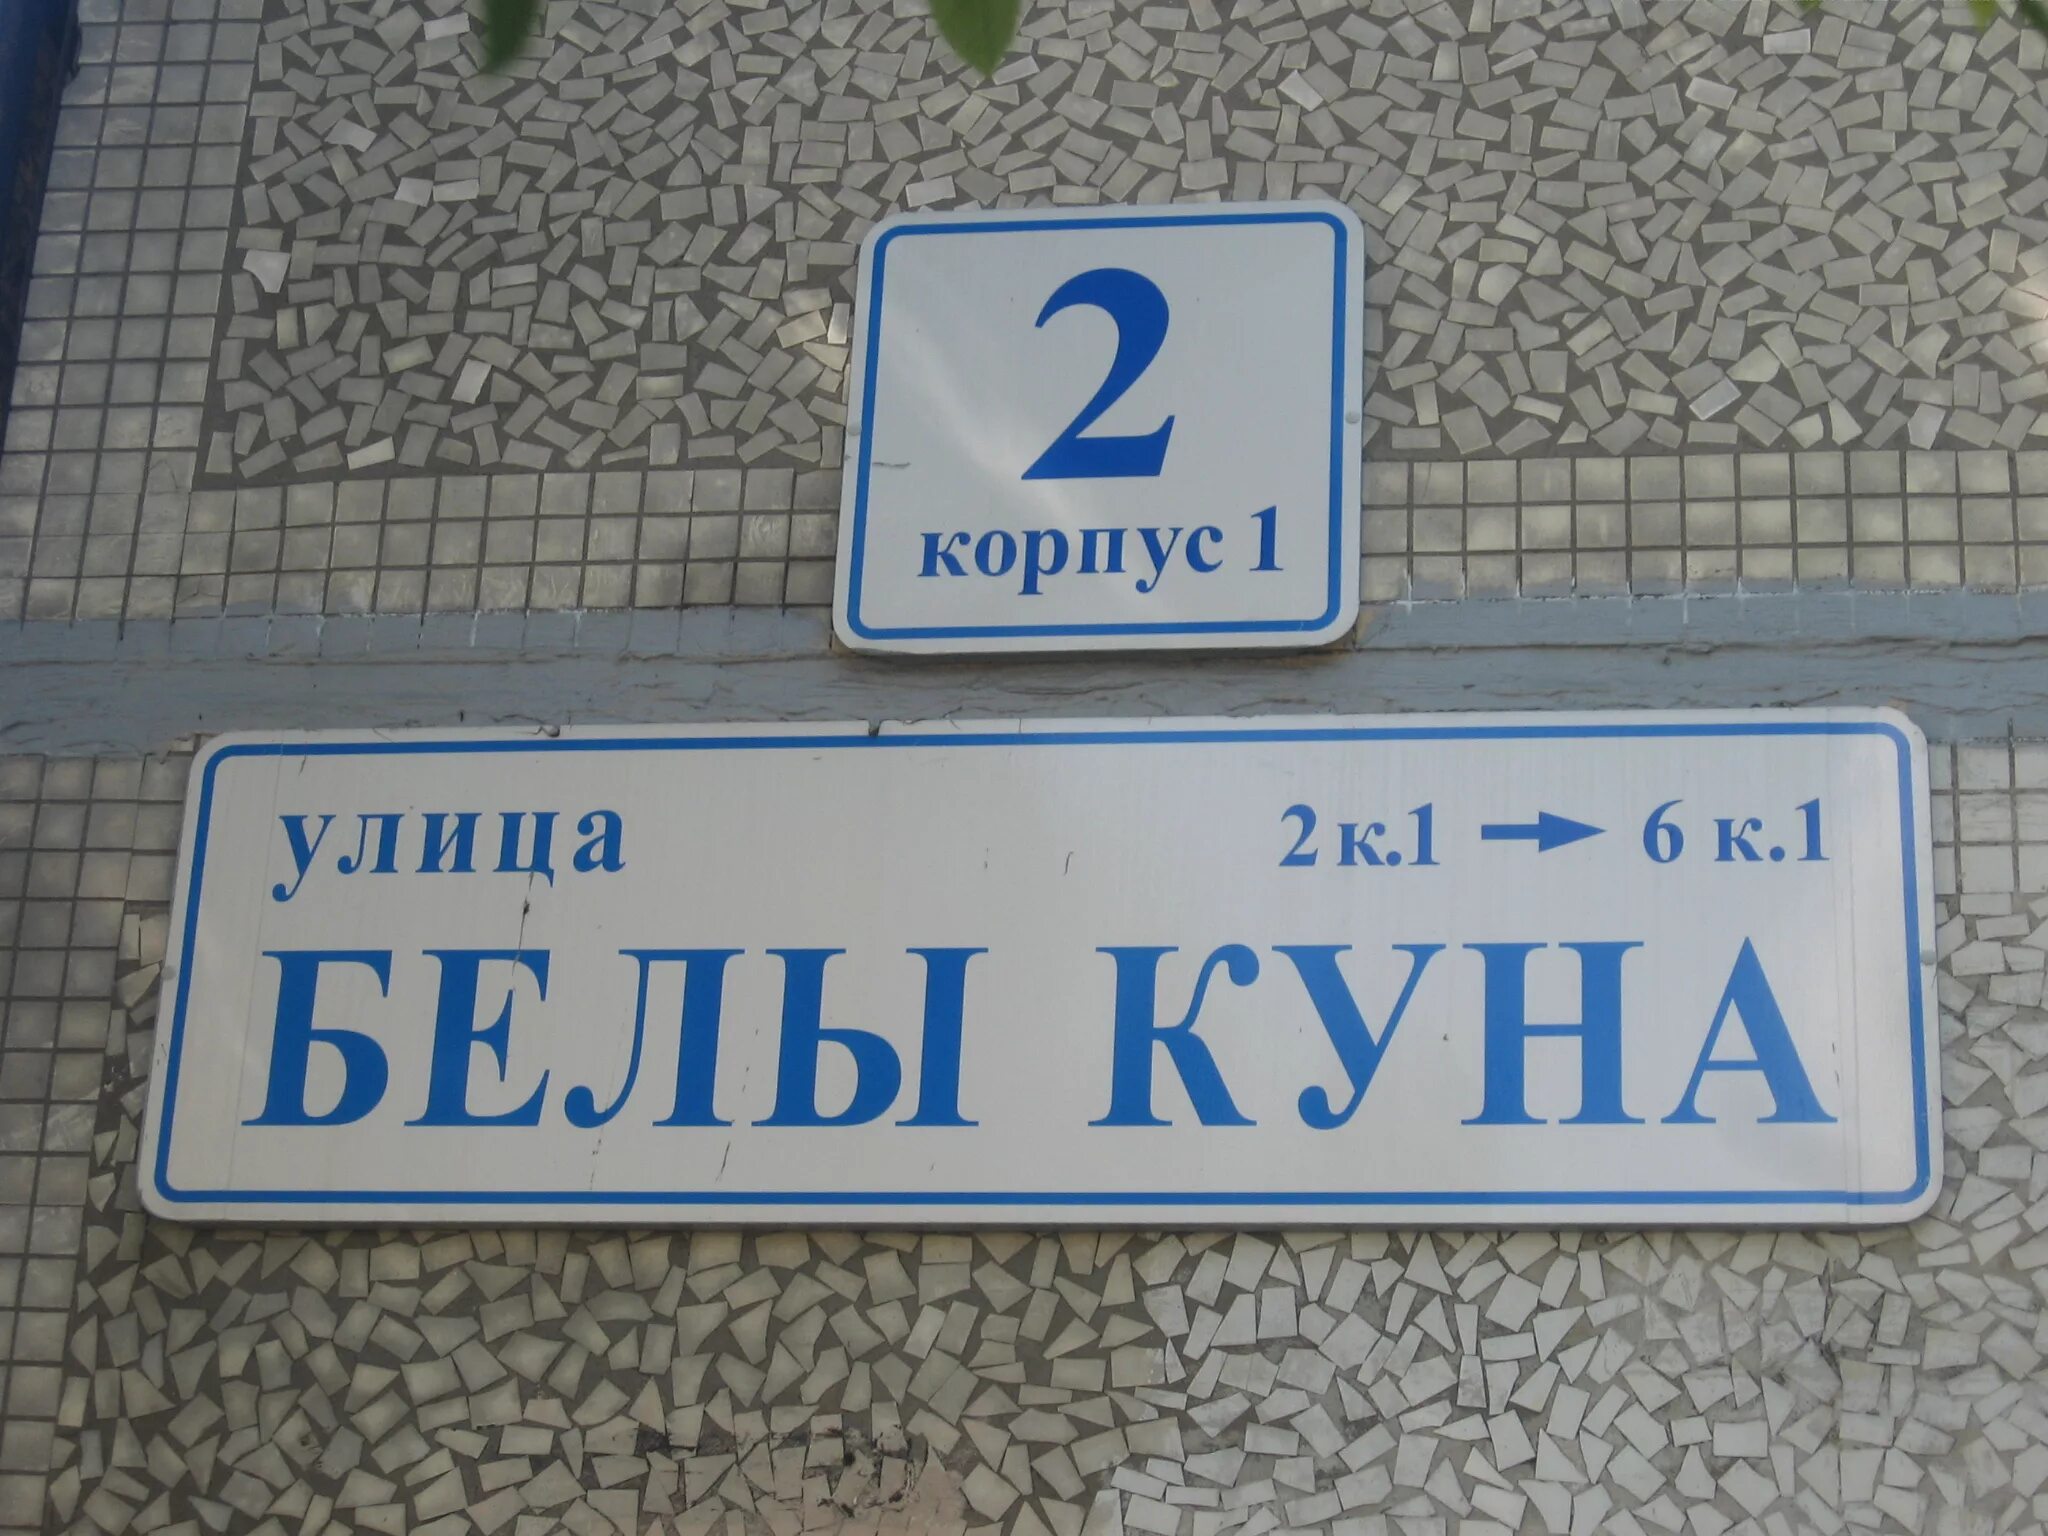 2
корпус 1
улица 2 к.1 → 6 к.1
БЕЛЫ КУНА